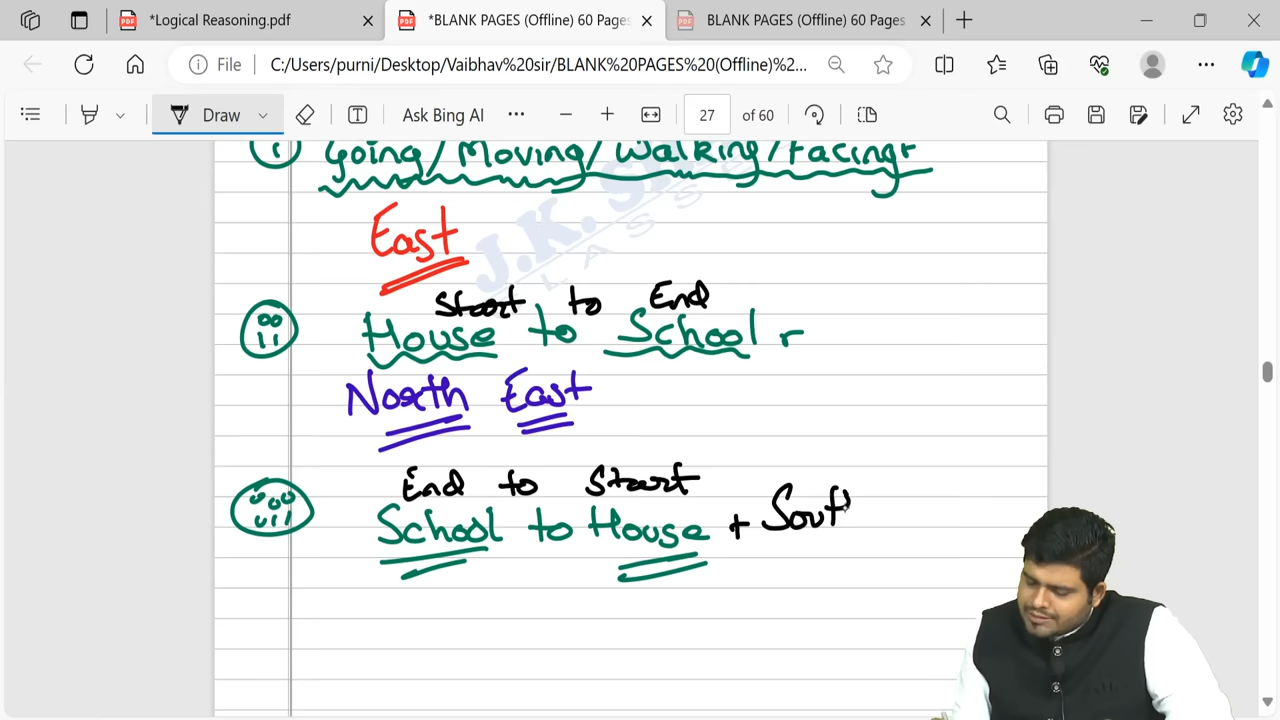 *Logical Reasoning.pdf
*BLANK PAGES (Offline) 60 Pages
BLANK PAGES (Offline) 60 Pages
File
C:/Users/purni/Desktop/Vaibhav%20sir/BLANK%20PAGES%20(Offline)%2...
Draw
Ask Bing AI
27
of 60
(i) Going/Moving/Walking/Facing
J.K. S
LASS
East
Start to End
(ii) House to School
North East
End to Start
(iii) School to House → Sout